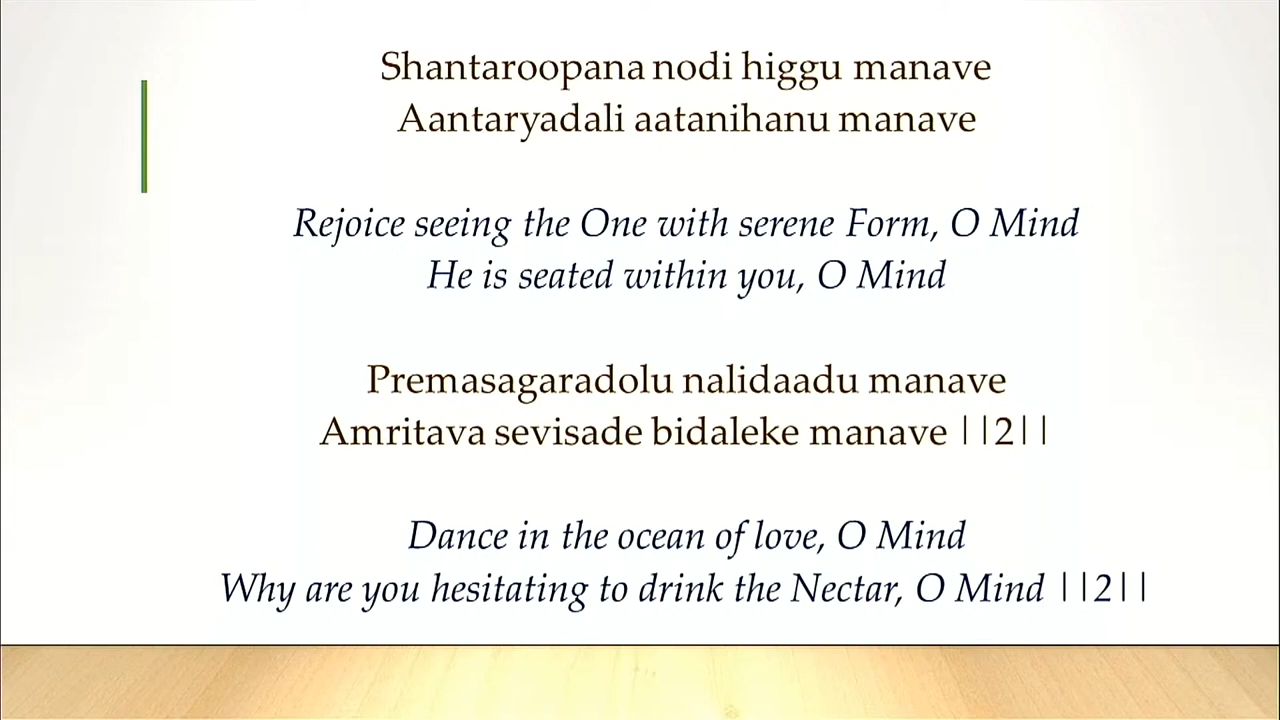 Shantaroopana nodi higgu manave
Aantaryadali aatanihanu manave
Rejoice seeing the One with serene Form, O Mind
He is seated within you, O Mind
Premasagaradolu nalidaadu manave
Amritava sevisade bidaleke manave ||2||
Dance in the ocean of love, O Mind
Why are you hesitating to drink the Nectar, O Mind ||2||